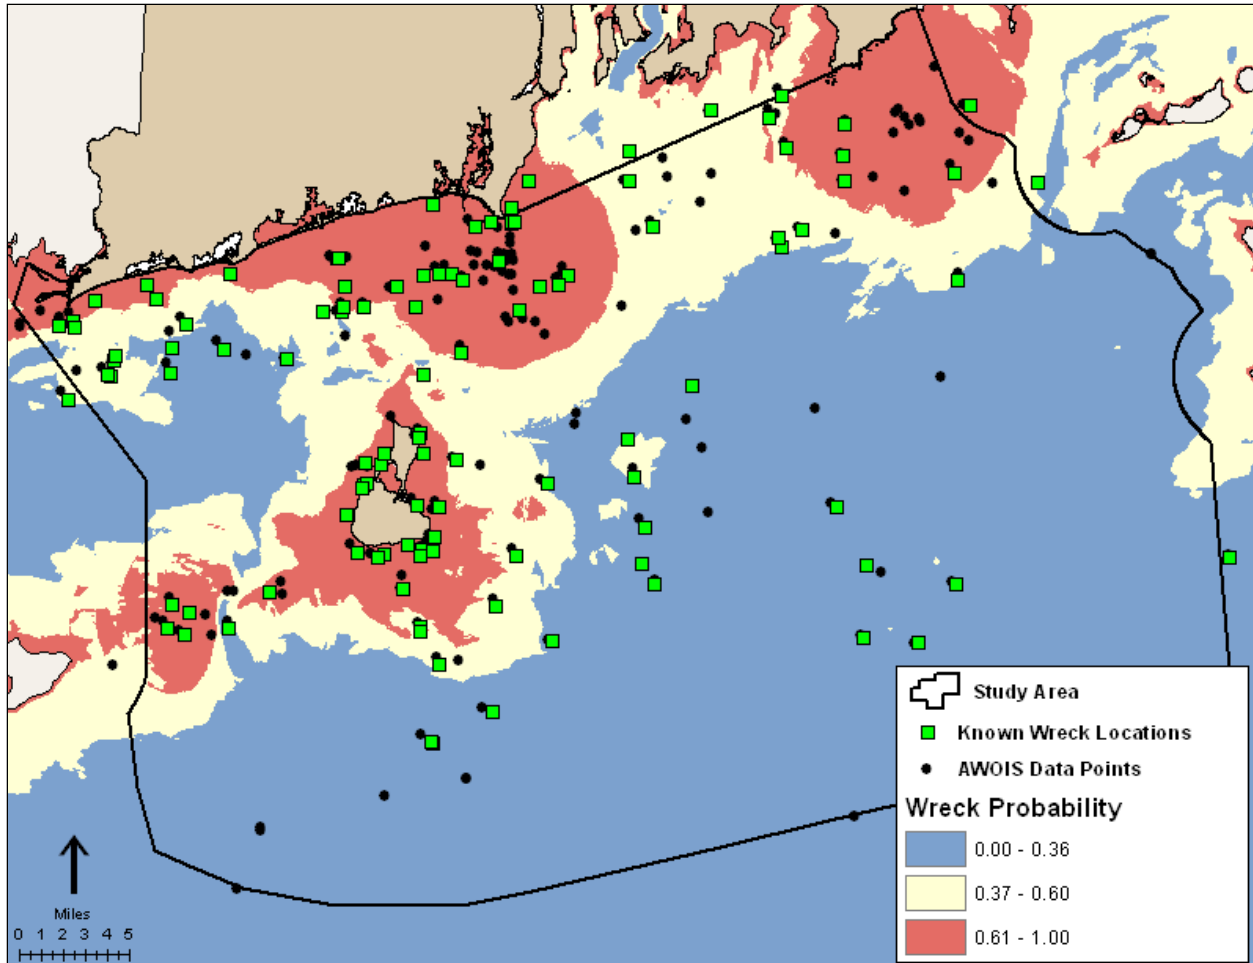 Study Area
Known Wreck Locations
AWOIS Data Points
Wreck Probability
0.00 - 0.36
0.37 - 0.60
0.61 - 1.00
Miles
0 1 2 3 4 5